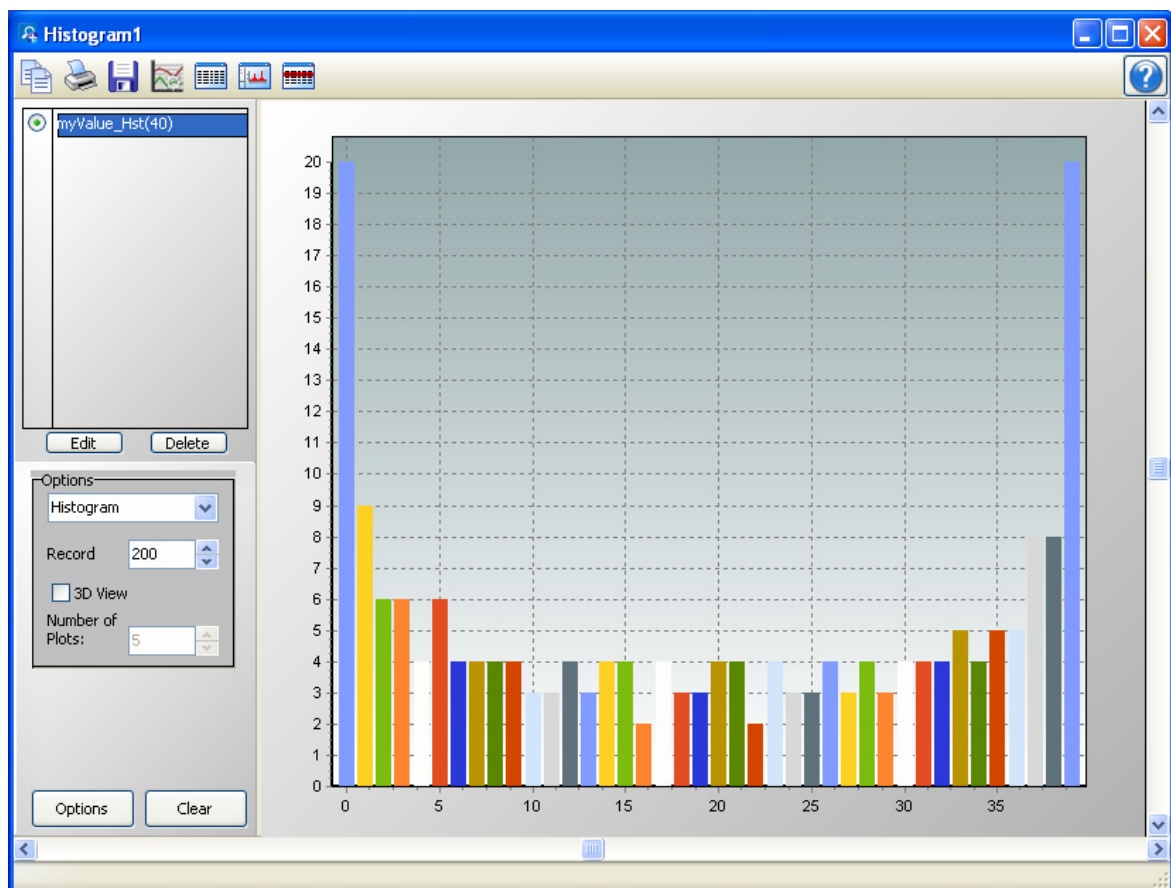 Histogram1
myValue_Hst(40)
Edit Delete
Options
Histogram
Record 200
3D View
Number of
Plots: 5
Options Clear
20
19
18
17
16
15
14
13
12
11
10
9
8
7
6
5
4
3
2
1
0
0 5 10 15 20 25 30 35